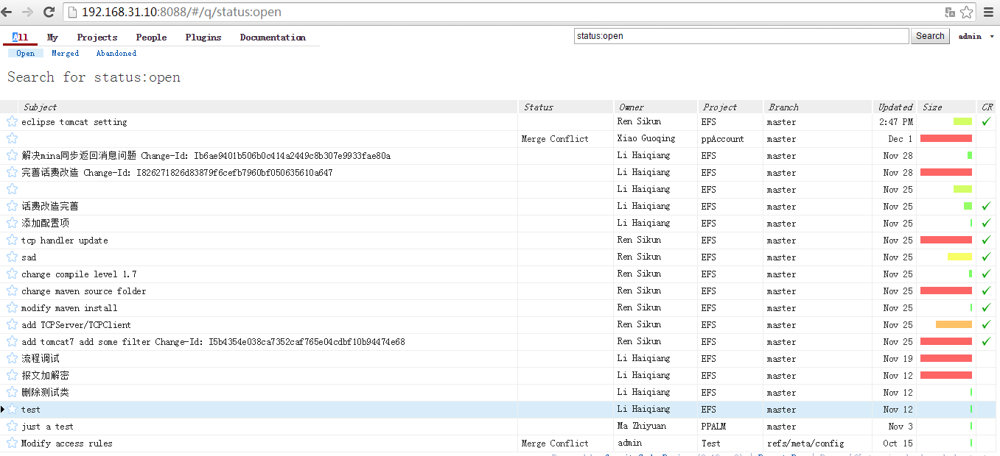 192.168.31.10:8088/#/q/status:open
All My Projects People Plugins Documentation status:open Search admin
Open Merged Abandoned
Search for status:open
Subject Status Owner Project Branch Updated Size CR
eclipse tomcat setting Ren Sikun EFS master 2:47 PM
Merge Conflict Xiao Guoqing ppAccount master Dec 1
解决mina同步返回消息问题 Change-Id: Ib6ae9401b506b0c414a2449c8b307e9933fae80a Li Haiqiang EFS master Nov 28
完善话费改造 Change-Id: I826271826d83879f6cefb7960bf050635610a647 Li Haiqiang EFS master Nov 28
Li Haiqiang EFS master Nov 25
话费改造完善 Li Haiqiang EFS master Nov 25
添加配置项 Li Haiqiang EFS master Nov 25
tcp handler update Ren Sikun EFS master Nov 25
sad Ren Sikun EFS master Nov 25
change compile level 1.7 Ren Sikun EFS master Nov 25
change maven source folder Ren Sikun EFS master Nov 25
modify maven install Ren Sikun EFS master Nov 25
add TCPServer/TCPClient Ren Sikun EFS master Nov 25
add tomcat7 add some filter Change-Id: I5b4354e038ca7352caf765e04cdbf10b94474e68 Ren Sikun EFS master Nov 25
流程调试 Li Haiqiang EFS master Nov 19
报文加解密 Li Haiqiang EFS master Nov 12
删除测试类 Li Haiqiang EFS master Nov 12
test Li Haiqiang EFS master Nov 12
just a test Ma Zhiyuan PPALM master Nov 3
Modify access rules Merge Conflict admin Test refs/meta/config Oct 15